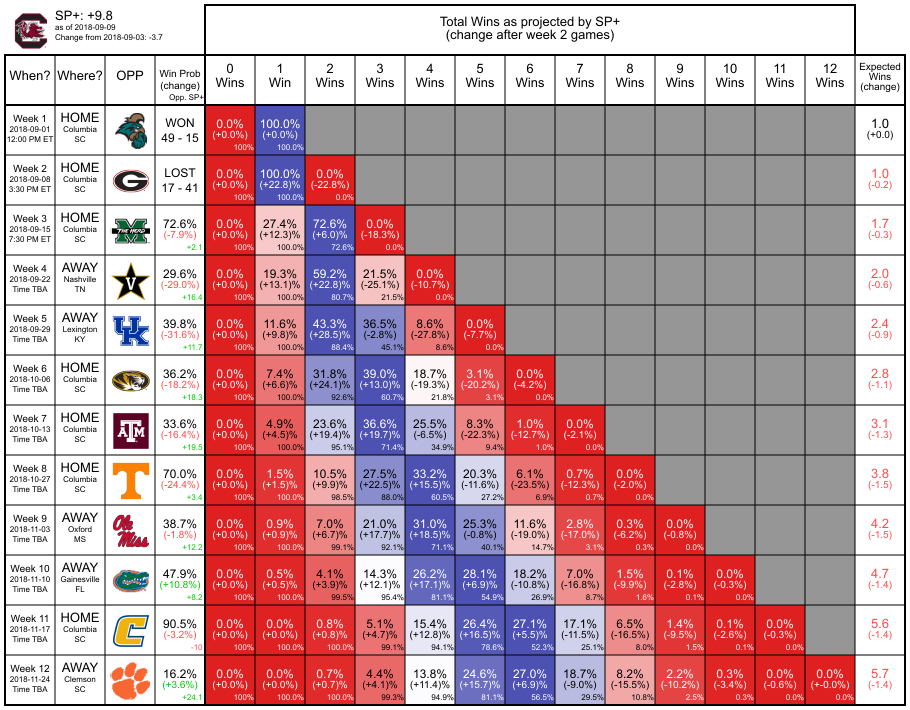 SP+: +9.8
as of 2018-09-09
Change from 2018-09-03: -3.7
Total Wins as projected by SP+
(change after week 2 games)
When? Where? OPP Win Prob (change) Opp. SP+ 0 Wins 1 Win 2 Wins 3 Wins 4 Wins 5 Wins 6 Wins 7 Wins 8 Wins 9 Wins 10 Wins 11 Wins 12 Wins Expected Wins (change)
Week 1 HOME WON 0.0% 100.0% 1.0
2018-09-01 Columbia 49 - 15 (+0.0%) (+0.0%) (+0.0)
12:00 PM ET SC 100% 100.0%
Week 2 HOME G LOST 0.0% 100.0% 0.0% 1.0
2018-09-08 Columbia 17 - 41 (+0.0%) (+22.8)% (-22.8%) (-0.2)
3:30 PM ET SC 100% 100.0% 0.0%
Week 3 HOME M THE HERD 72.6% 0.0% 27.4% 72.6% 0.0% 1.7
2018-09-15 Columbia (-7.9%) (+0.0%) (+12.3)% (+6.0)% (-18.3%) (-0.3)
7:30 PM ET SC +2.1 100% 100.0% 72.6% 0.0%
Week 4 AWAY V 29.6% 0.0% 19.3% 59.2% 21.5% 0.0% 2.0
2018-09-22 Nashville (-29.0%) (+0.0%) (+13.1)% (+22.8)% (-25.1%) (-10.7%) (-0.6)
Time TBA TN +16.4 100% 100.0% 80.7% 21.5% 0.0%
Week 5 AWAY UK 39.8% 0.0% 11.6% 43.3% 36.5% 8.6% 0.0% 2.4
2018-09-29 Lexington (-31.6%) (+0.0%) (+9.8)% (+28.5)% (-2.8%) (-27.8%) (-7.7%) (-0.9)
Time TBA KY +11.7 100% 100.0% 88.4% 45.1% 8.6% 0.0%
Week 6 HOME 36.2% 0.0% 7.4% 31.8% 39.0% 18.7% 3.1% 0.0% 2.8
2018-10-06 Columbia (-18.2%) (+0.0%) (+6.6)% (+24.1)% (+13.0)% (-19.3%) (-20.2%) (-4.2%) (-1.1)
Time TBA SC +18.3 100% 100.0% 92.6% 60.7% 21.8% 3.1% 0.0%
Week 7 HOME ATM 33.6% 0.0% 4.9% 23.6% 36.6% 25.5% 8.3% 1.0% 0.0% 3.1
2018-10-13 Columbia (-16.4%) (+0.0%) (+4.5)% (+19.4)% (+19.7)% (-6.5%) (-22.3%) (-12.7%) (-2.1%) (-1.3)
Time TBA SC +19.5 100% 100.0% 95.1% 71.4% 34.9% 9.4% 1.0% 0.0%
Week 8 HOME T 70.0% 0.0% 1.5% 10.5% 27.5% 33.2% 20.3% 6.1% 0.7% 0.0% 3.8
2018-10-27 Columbia (-24.4%) (+0.0%) (+1.5)% (+9.9)% (+22.5)% (+15.5)% (-11.6%) (-23.5%) (-12.3%) (-2.0%) (-1.5)
Time TBA SC +3.4 100% 100.0% 98.5% 88.0% 60.5% 27.2% 6.9% 0.7% 0.0%
Week 9 AWAY Ole Miss 38.7% 0.0% 0.9% 7.0% 21.0% 31.0% 25.3% 11.6% 2.8% 0.3% 0.0% 4.2
2018-11-03 Oxford (-1.8%) (+0.0%) (+0.9)% (+6.7)% (+17.7)% (+18.5)% (-0.8%) (-19.0%) (-17.0%) (-6.2%) (-0.8%) (-1.5)
Time TBA MS +12.2 100% 100.0% 99.1% 92.1% 71.1% 40.1% 14.7% 3.1% 0.3% 0.0%
Week 10 AWAY 47.9% 0.0% 0.5% 4.1% 14.3% 26.2% 28.1% 18.2% 7.0% 1.5% 0.1% 0.0% 4.7
2018-11-10 Gainesville (+10.8%) (+0.0%) (+0.5)% (+3.9)% (+12.1)% (+17.1)% (+6.9)% (-10.8%) (-16.8%) (-9.9%) (-2.8%) (-0.3%) (-1.4)
Time TBA FL +8.2 100% 100.0% 99.5% 95.4% 81.1% 54.9% 26.9% 8.7% 1.6% 0.1% 0.0%
Week 11 HOME C 90.5% 0.0% 0.0% 0.8% 5.1% 15.4% 26.4% 27.1% 17.1% 6.5% 1.4% 0.1% 0.0% 5.6
2018-11-17 Columbia (-3.2%) (+0.0%) (+0.0)% (+0.8)% (+4.7)% (+12.8)% (+16.5)% (+5.5)% (-11.5%) (-16.5%) (-9.5%) (-2.6%) (-0.3%) (-1.4)
Time TBA SC -10 100% 100.0% 100.0% 99.1% 94.1% 78.6% 52.3% 25.1% 8.0% 1.5% 0.1% 0.0%
Week 12 AWAY 16.2% 0.0% 0.0% 0.7% 4.4% 13.8% 24.6% 27.0% 18.7% 8.2% 2.2% 0.3% 0.0% 0.0% 5.7
2018-11-24 Clemson (+3.6%) (+0.0%) (+0.0)% (+0.7)% (+4.1)% (+11.4)% (+15.7)% (+6.9)% (-9.0%) (-15.5%) (-10.2%) (-3.4%) (-0.6%) (+0.0%) (-1.4)
Time TBA SC +24.1 100% 100.0% 100.0% 99.3% 94.9% 81.1% 56.5% 29.5% 10.8% 2.5% 0.3% 0.0% 0.0%